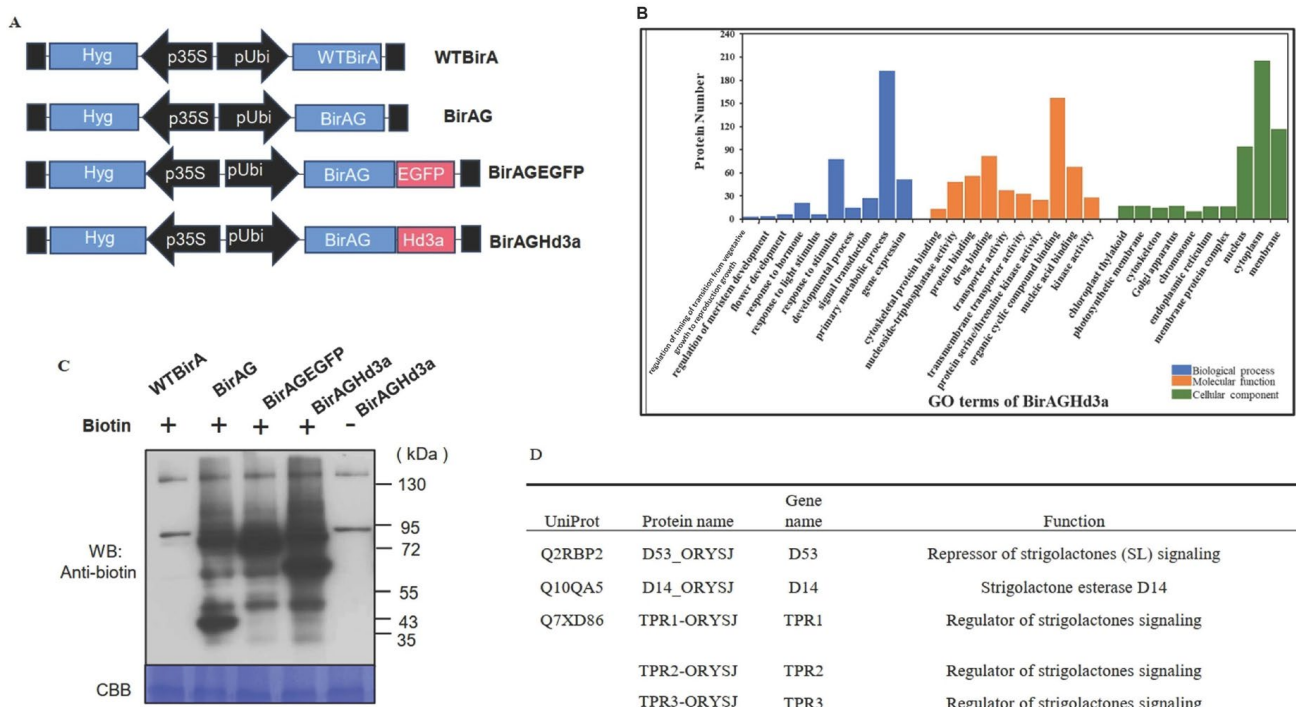 A
Hyg p35S pUbi WTBirA WTBirA
Hyg p35S pUbi BirAG BirAG
Hyg p35S pUbi BirAG EGFP BirAGEGFP
Hyg p35S pUbi BirAG Hd3a BirAGHd3a
B
Protein Number
240
210
180
150
120
90
60
30
0
regulation of timing of transition from vegetative
growth to reproduction growth
regulation of meristem development
flower development
response to hormone
response to light stimulus
response to stimulus
developmental process
signal transduction
primary metabolic process
gene expression
cytoskeletal protein binding
nucleoside-triphosphatase activity
protein binding
drug binding
transporter activity
transmembrane transporter activity
protein serine/threonine kinase activity
organic cyclic compound binding
nucleic acid binding
kinase activity
chloroplast thylakoid
photosynthetic membrane
cytoskeleton
Golgi apparatus
chromosome
endoplasmic reticulum
membrane protein complex
nucleus
cytoplasm
membrane
Biological process
Molecular function
Cellular component
GO terms of BirAGHd3a
C
WTBirA BirAG BirAGEGFP BirAGHd3a BirAGHd3a
Biotin + + + + -
( kDa )
130
95
72
55
43
35
WB:
Anti-biotin
CBB
D
UniProt Protein name Gene name Function
Q2RBP2 D53_ORYSJ D53 Repressor of strigolactones (SL) signaling
Q10QA5 D14_ORYSJ D14 Strigolactone esterase D14
Q7XD86 TPR1-ORYSJ TPR1 Regulator of strigolactones signaling
TPR2-ORYSJ TPR2 Regulator of strigolactones signaling
TPR3-ORYSJ TPR3 Regulator of strigolactones signaling